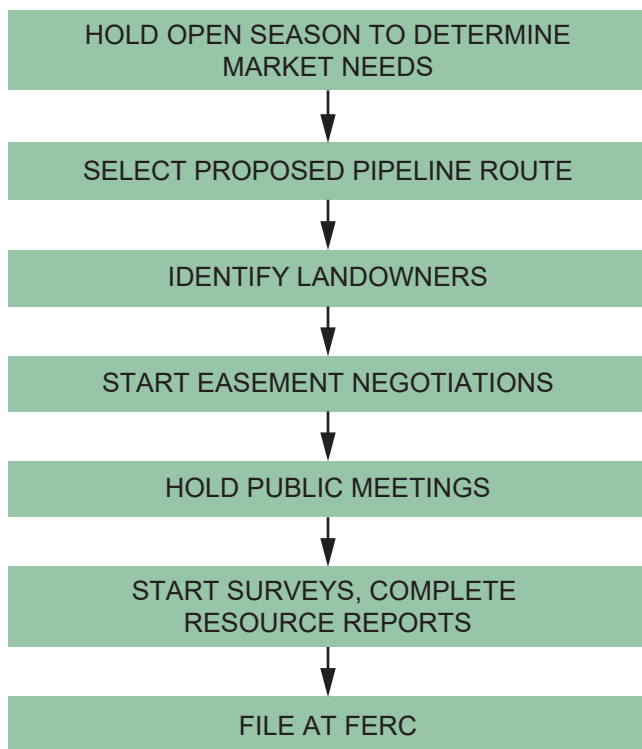 HOLD OPEN SEASON TO DETERMINE
MARKET NEEDS
SELECT PROPOSED PIPELINE ROUTE
IDENTIFY LANDOWNERS
START EASEMENT NEGOTIATIONS
HOLD PUBLIC MEETINGS
START SURVEYS, COMPLETE
RESOURCE REPORTS
FILE AT FERC